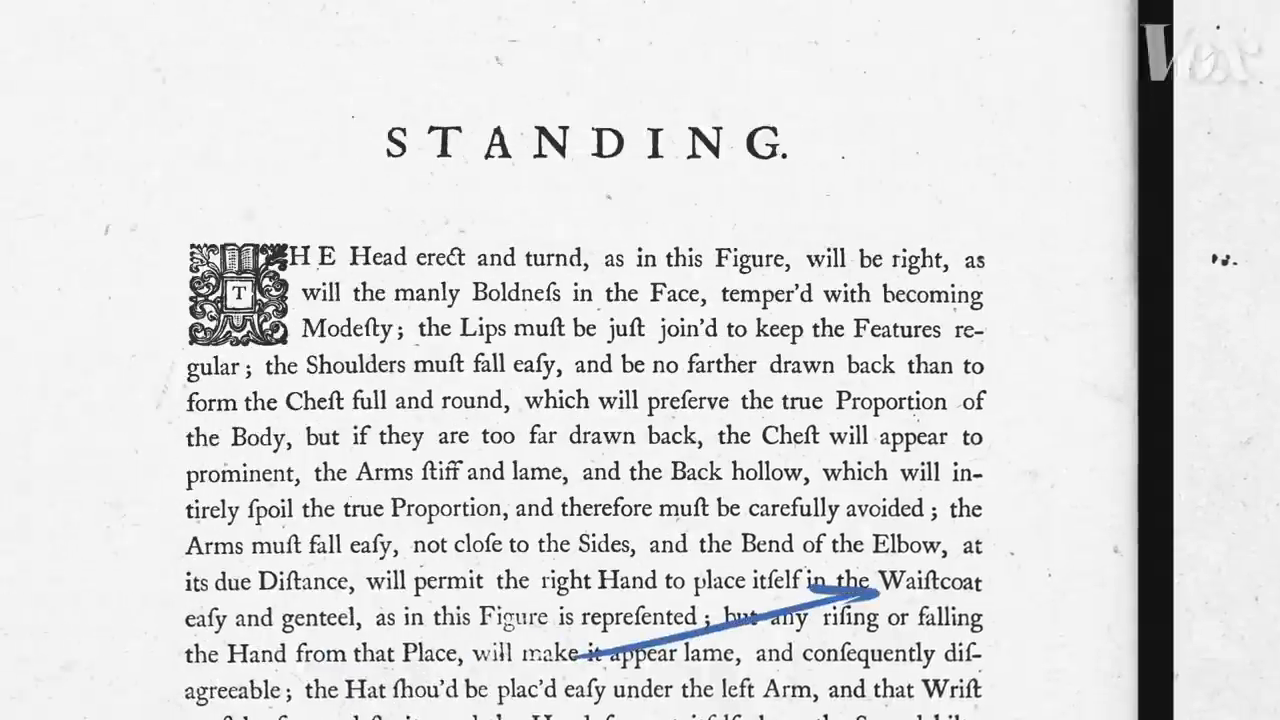 Vox
STANDING.
THE Head erect and turnd, as in this Figure, will be right, as
will the manly Boldneſs in the Face, temper'd with becoming
Modeſty; the Lips muſt be juſt join'd to keep the Features re-
gular; the Shoulders muſt fall eaſy, and be no farther drawn back than to
form the Cheſt full and round, which will preſerve the true Proportion of
the Body, but if they are too far drawn back, the Cheſt will appear to
prominent, the Arms ſtiff and lame, and the Back hollow, which will in-
tirely ſpoil the true Proportion, and therefore muſt be carefully avoided; the
Arms muſt fall eaſy, not cloſe to the Sides, and the Bend of the Elbow, at
its due Diſtance, will permit the right Hand to place itſelf in the Waiſtcoat
eaſy and genteel, as in this Figure is repreſented; but any riſing or falling
the Hand from that Place, will make it appear lame, and conſequently diſ-
agreeable; the Hat ſhou'd be plac'd eaſy under the left Arm, and that Wriſt